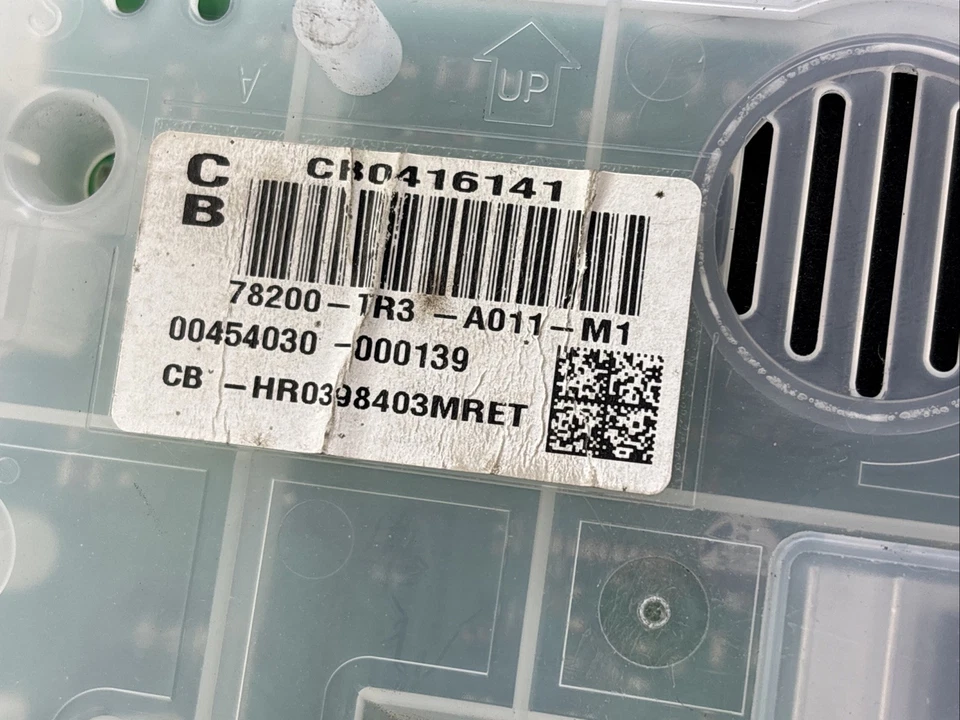 UP
A
C
B
CB0416141
78200-TR3 -A011-M1
00454030 -000139
CB -HR0398403MRET